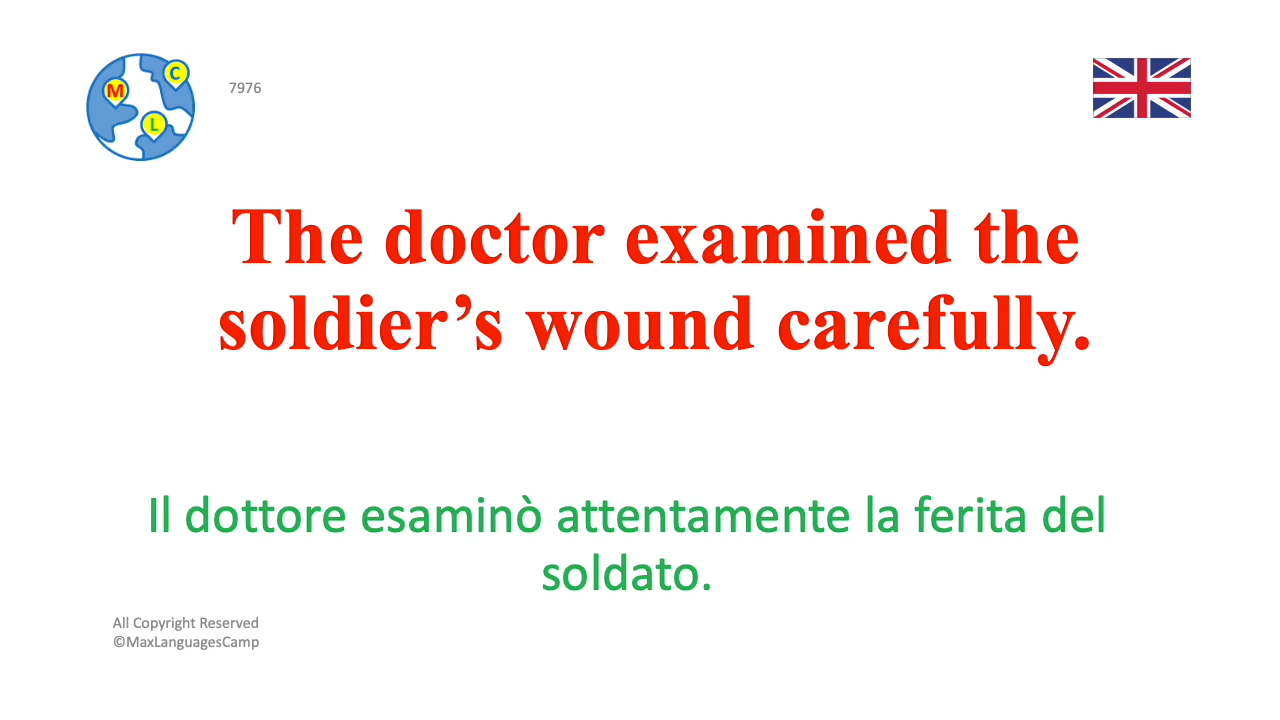 M
C
L
7976
The doctor examined the
soldier’s wound carefully.
Il dottore esaminò attentamente la ferita del
soldato.
All Copyright Reserved
©MaxLanguagesCamp